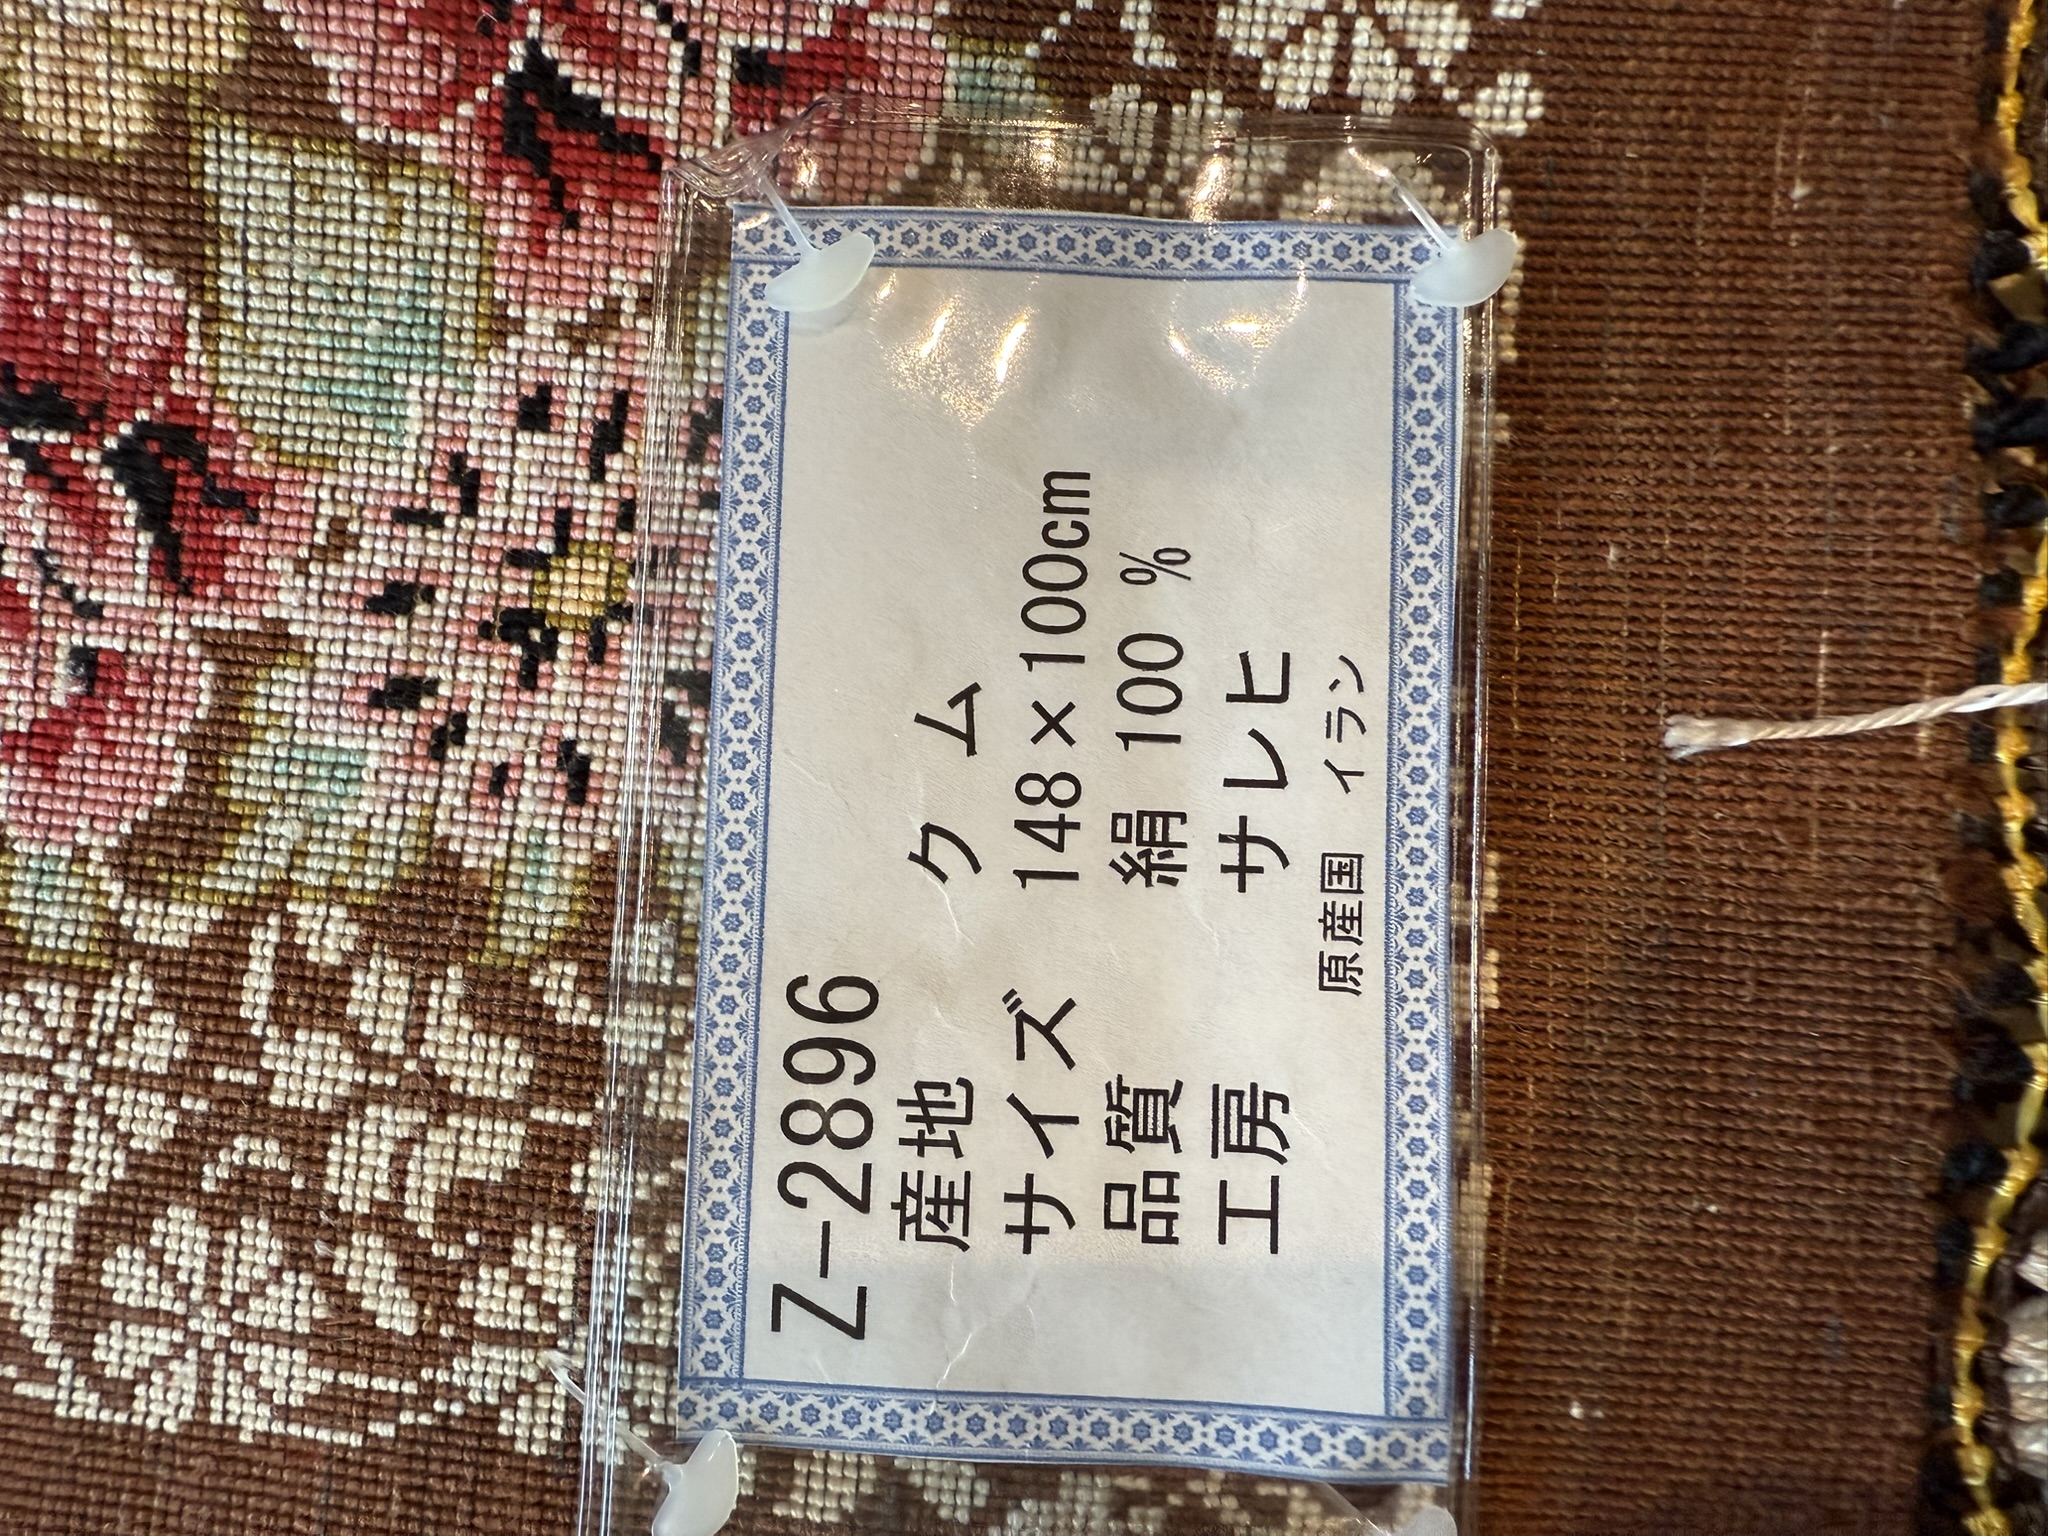 Z-2896
産地 クム
サイズ 148×100cm
品質 絹 100 %
工房 サレヒ
原産国 イラン